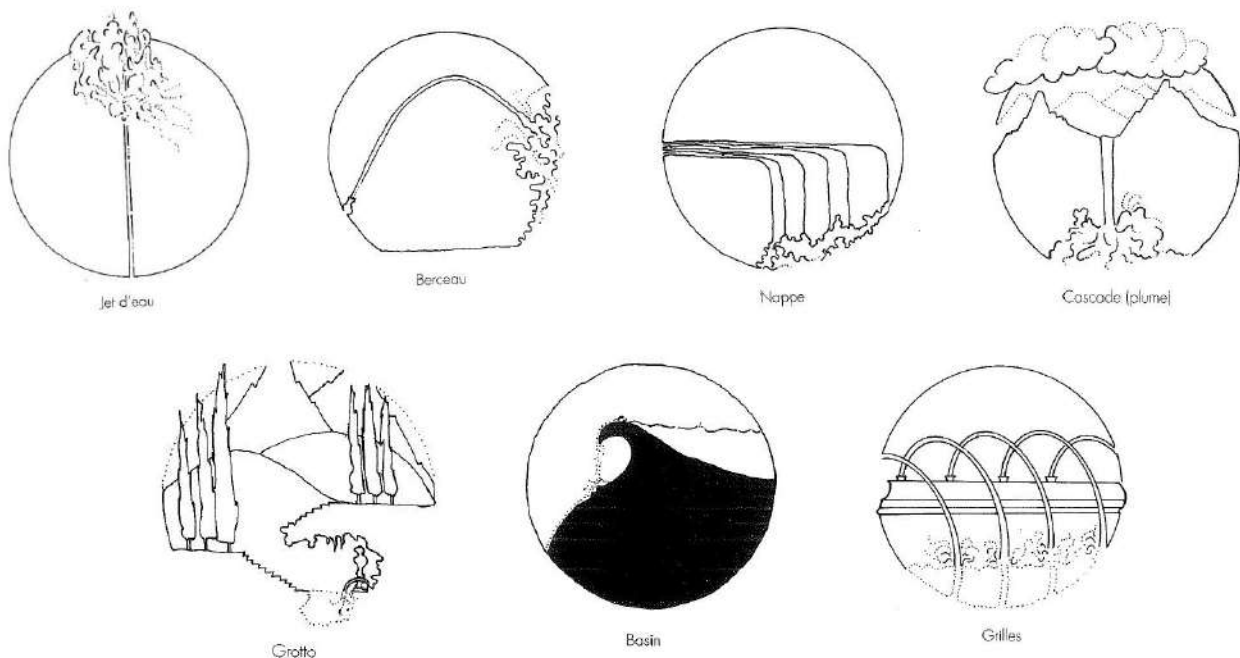 Jet d'eau
Berceau
Nappe
Cascade (plume)
Grotto
Basin
Grilles